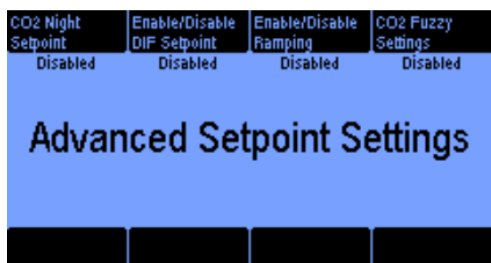 CO2 Night Setpoint
Enable/Disable DIF Setpoint
Enable/Disable Ramping
CO2 Fuzzy Settings
Disabled Disabled Disabled Disabled
Advanced Setpoint Settings